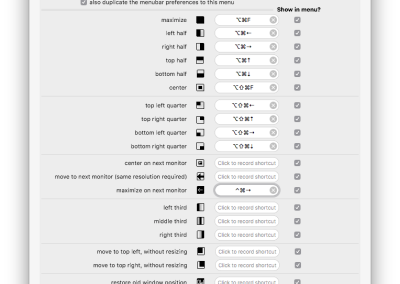 also duplicate the menubar preferences to this menu
Show in menu?
maximize ⌥⌘F
left half ⌥⌘←
right half ⌥⌘→
top half ⌥⌘↑
bottom half ⌥⌘↓
center ⌥⇧⌘F
top left quarter ⌥⇧⌘←
top right quarter ⌥⇧⌘↑
bottom left quarter ⌥⇧⌘→
bottom right quarter ⌥⇧⌘↓
center on next monitor Click to record shortcut
move to next monitor (same resolution required) Click to record shortcut
maximize on next monitor ^⌘→
left third Click to record shortcut
middle third Click to record shortcut
right third Click to record shortcut
move to top left, without resizing Click to record shortcut
move to top right, without resizing Click to record shortcut
restore old window position Click to record shortcut